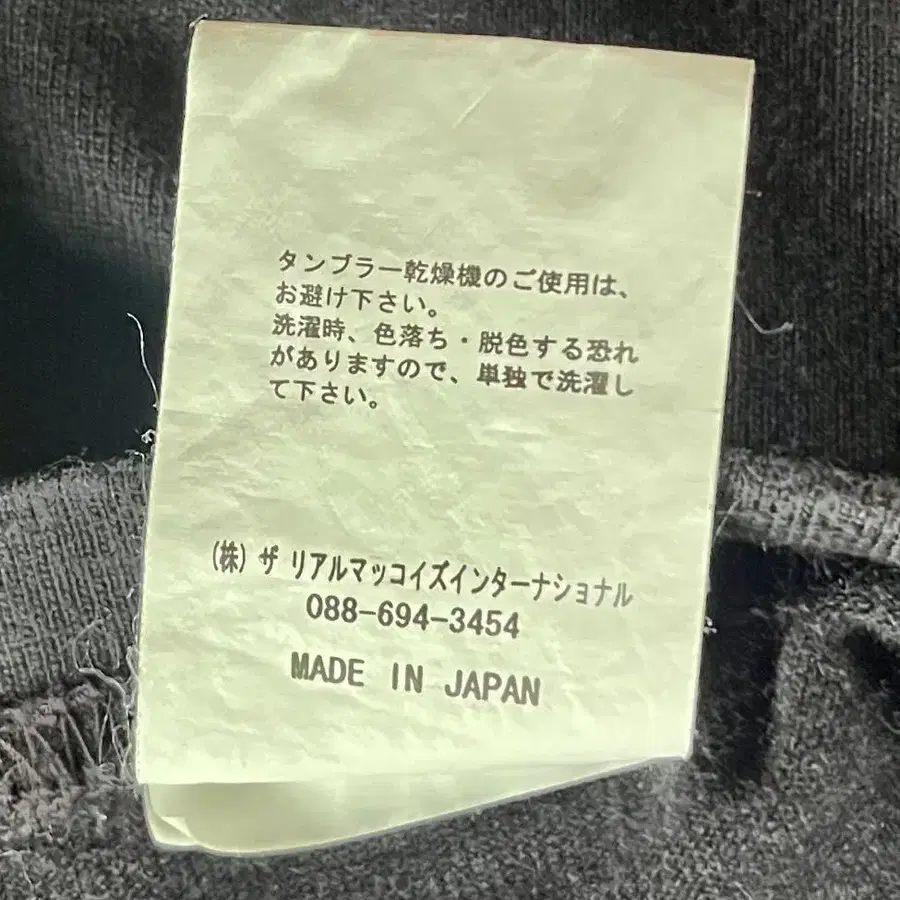 タンブラー乾燥機のご使用は、
お避け下さい。
洗濯時、色落ち・脱色する恐れ
がありますので、単独で洗濯し
て下さい。
(株) ザ リアルマッコイズインターナショナル
088-694-3454
MADE IN JAPAN